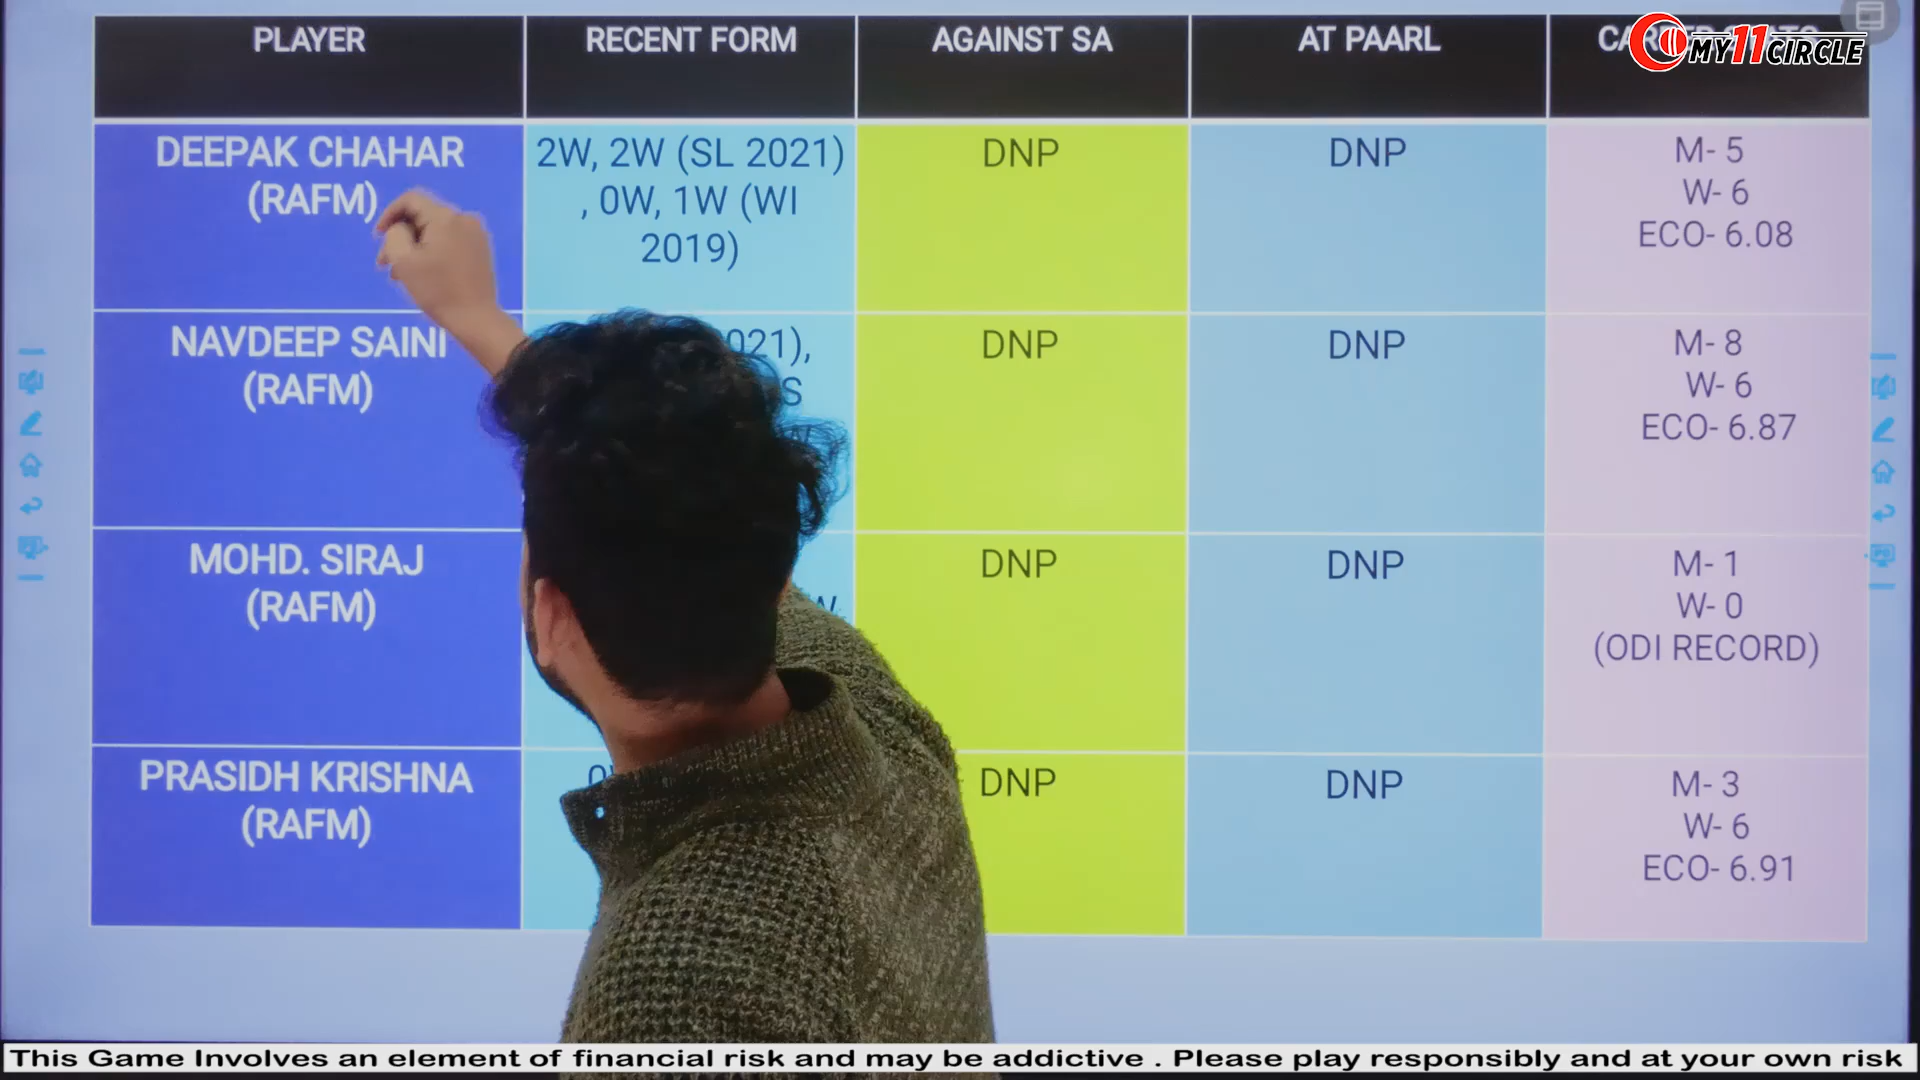 PLAYER
RECENT FORM
AGAINST SA
AT PAARL
MY11CIRCLE
DEEPAK CHAHAR
(RAFM)
2W, 2W (SL 2021)
, 0W, 1W (WI
2019)
DNP
DNP
M- 5
W- 6
ECO- 6.08
NAVDEEP SAINI
(RAFM)
DNP
DNP
M- 8
W- 6
ECO- 6.87
MOHD. SIRAJ
(RAFM)
DNP
DNP
M- 1
W- 0
(ODI RECORD)
PRASIDH KRISHNA
(RAFM)
DNP
DNP
M- 3
W- 6
ECO- 6.91
This Game Involves an element of financial risk and may be addictive . Please play responsibly and at your own risk